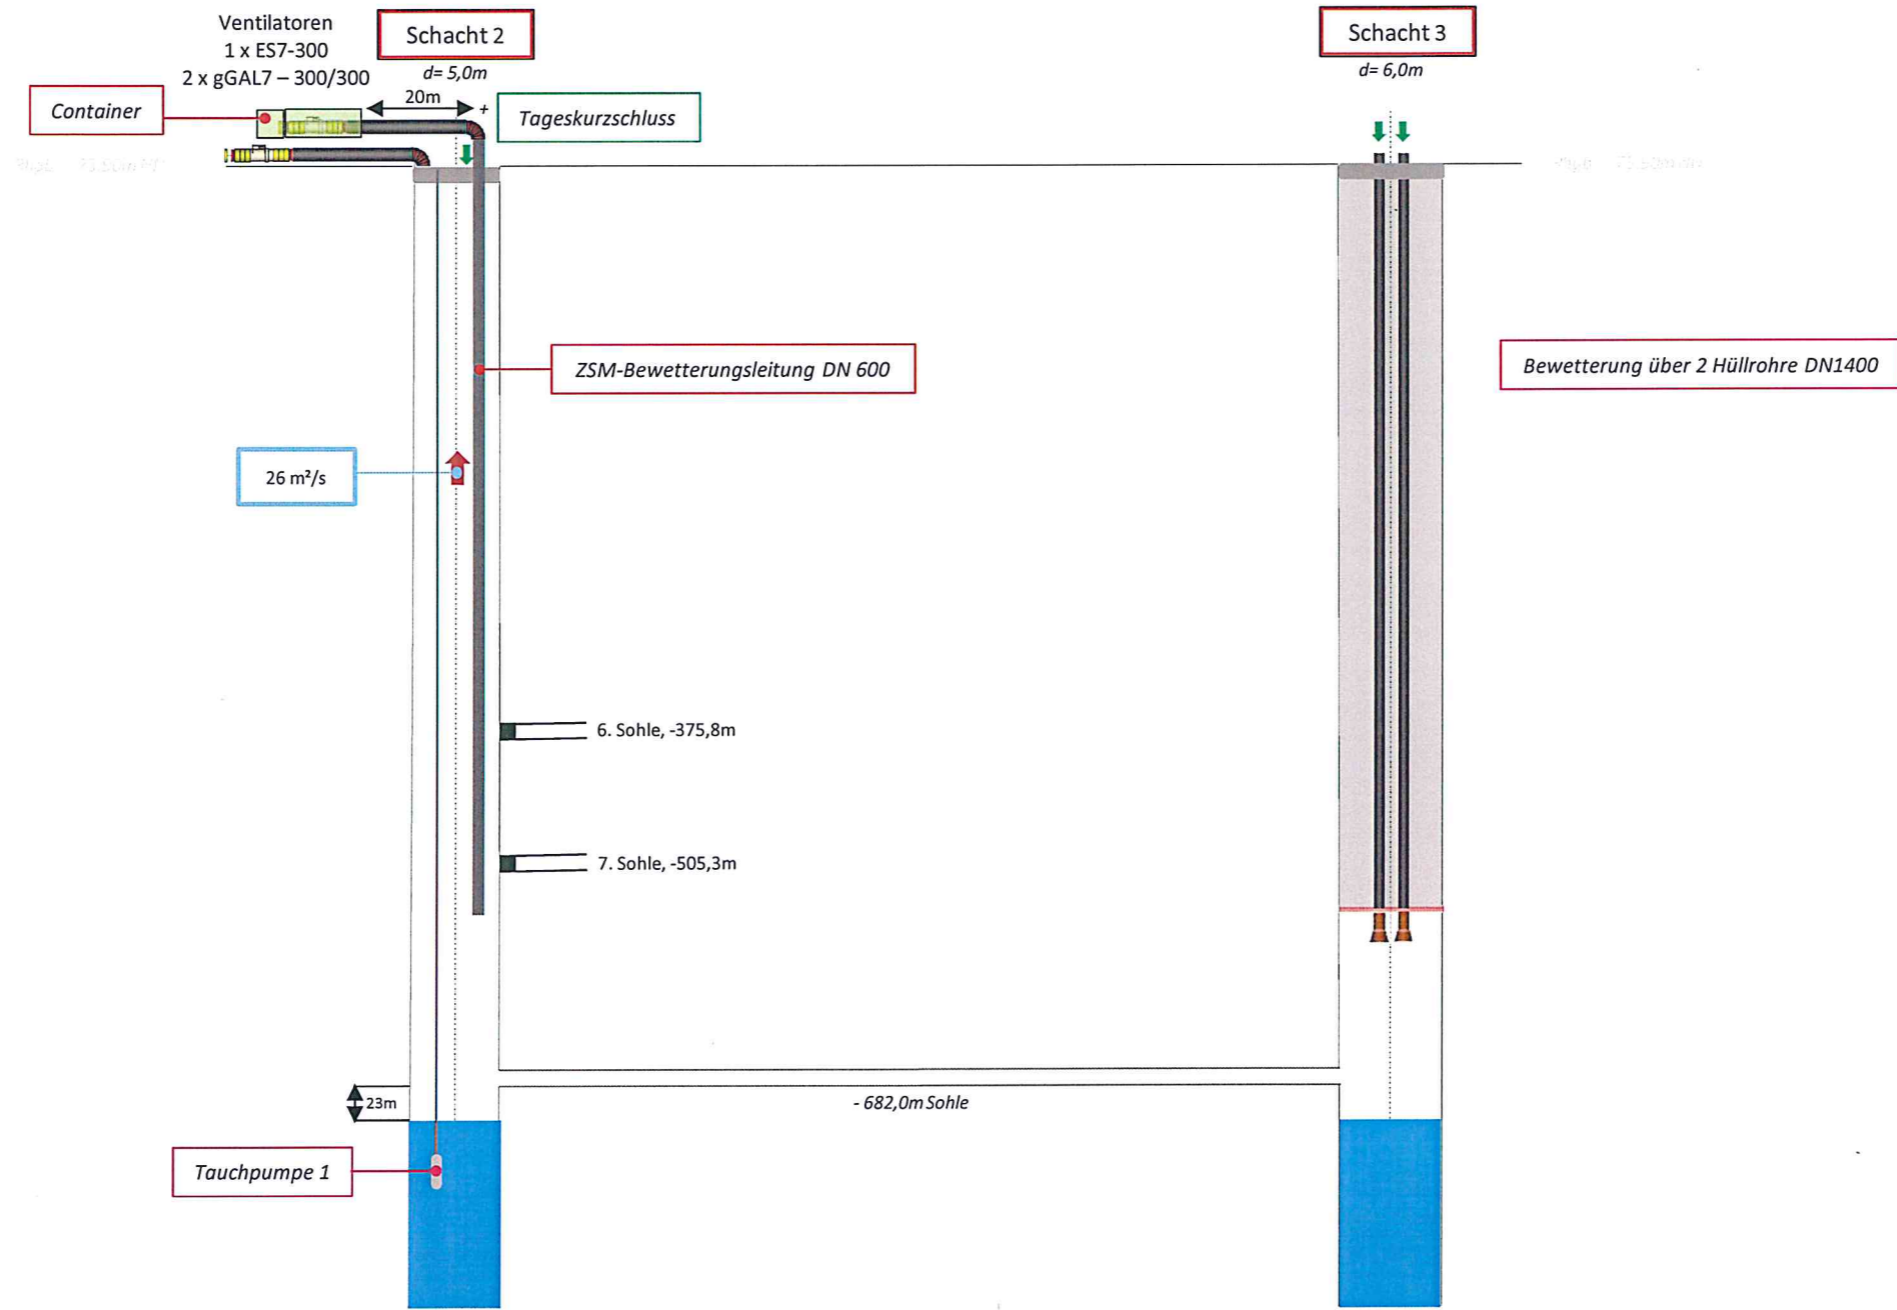 Ventilatoren
1 x ES7-300
2 x gGAL7 – 300/300
Schacht 2
d= 5,0m
Schacht 3
d= 6,0m
Container
20m
+
Tageskurzschluss
ZSM-Bewetterungsleitung DN 600
Bewetterung über 2 Hüllrohre DN1400
26 m²/s
6. Sohle, -375,8m
7. Sohle, -505,3m
23m
- 682,0m Sohle
Tauchpumpe 1